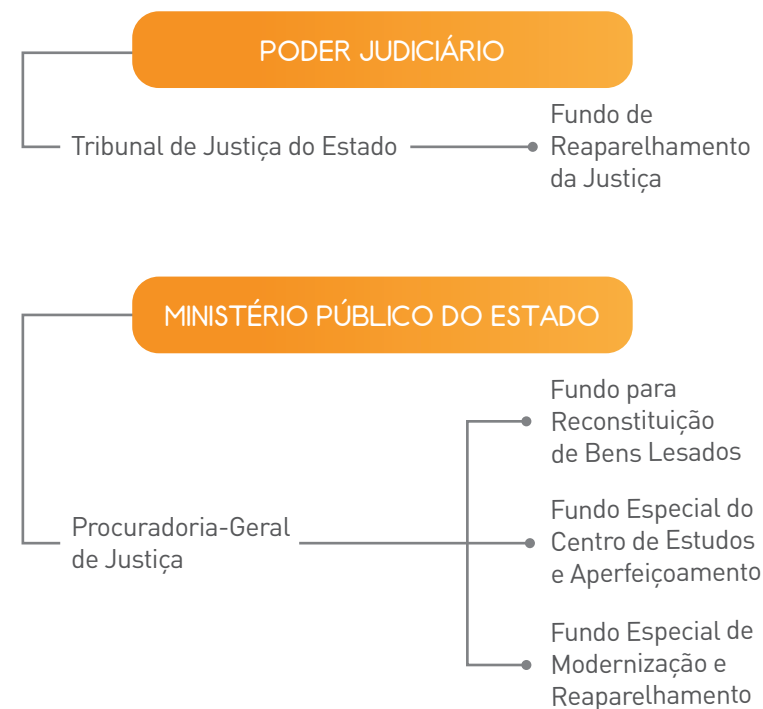 PODER JUDICIÁRIO
Tribunal de Justiça do Estado
Fundo de
Reaparelhamento
da Justiça
MINISTÉRIO PÚBLICO DO ESTADO
Procuradoria-Geral
de Justiça
Fundo para
Reconstituição
de Bens Lesados
Fundo Especial do
Centro de Estudos
e Aperfeiçoamento
Fundo Especial de
Modernização e
Reaparelhamento